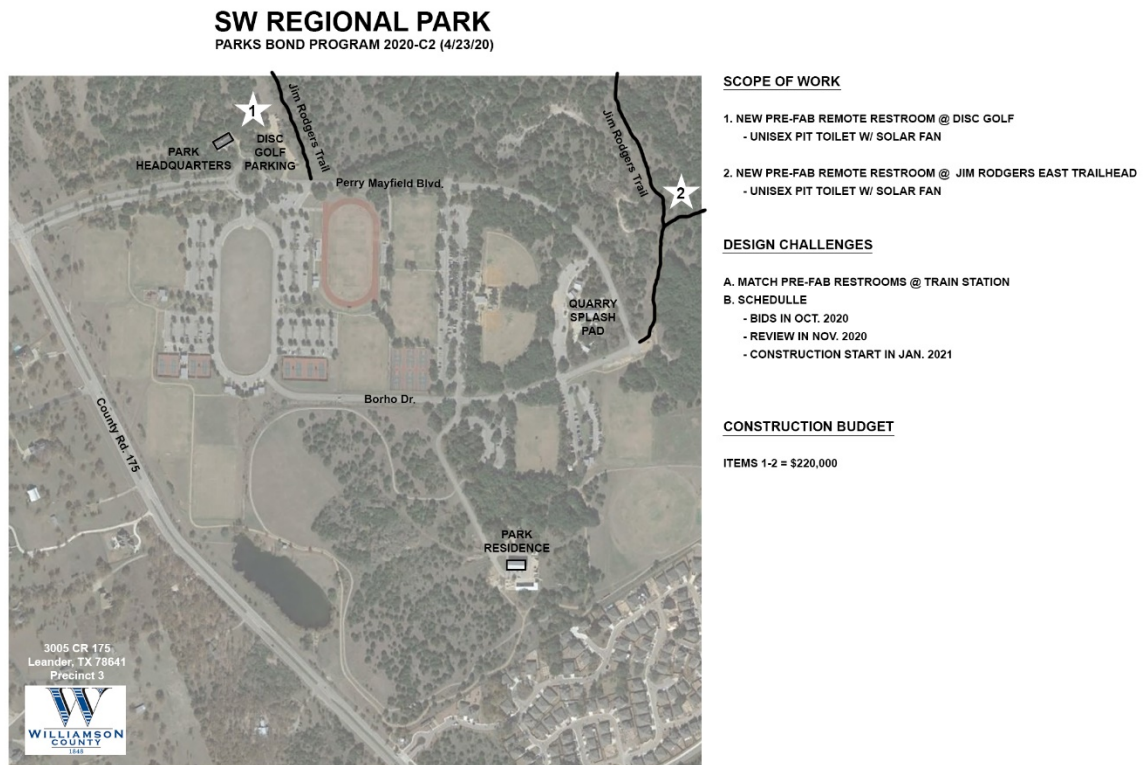 SW REGIONAL PARK
PARKS BOND PROGRAM 2020-C2 (4/23/20)
1
Jim Rodgers Trail
PARK
HEADQUARTERS
DISC
GOLF
PARKING
Perry Mayfield Blvd.
Jim Rodgers Trail
2
QUARRY
SPLASH
PAD
Borho Dr.
County Rd. 175
PARK
RESIDENCE
3005 CR 175
Leander, TX 78641
Precinct 3
W
WILLIAMSON
COUNTY
1848
SCOPE OF WORK
1. NEW PRE-FAB REMOTE RESTROOM @ DISC GOLF
- UNISEX PIT TOILET W/ SOLAR FAN
2. NEW PRE-FAB REMOTE RESTROOM @ JIM RODGERS EAST TRAILHEAD
- UNISEX PIT TOILET W/ SOLAR FAN
DESIGN CHALLENGES
A. MATCH PRE-FAB RESTROOMS @ TRAIN STATION
B. SCHEDULLE
- BIDS IN OCT. 2020
- REVIEW IN NOV. 2020
- CONSTRUCTION START IN JAN. 2021
CONSTRUCTION BUDGET
ITEMS 1-2 = $220,000